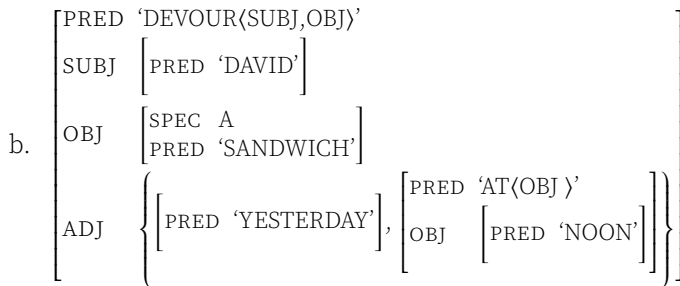 PRED ‘DEVOUR⟨SUBJ,OBJ⟩’
SUBJ [PRED ‘DAVID’]
b. OBJ [SPEC A
PRED ‘SANDWICH’]
ADJ {[PRED ‘YESTERDAY’], [PRED ‘AT⟨OBJ ⟩’
OBJ [PRED ‘NOON’]]}